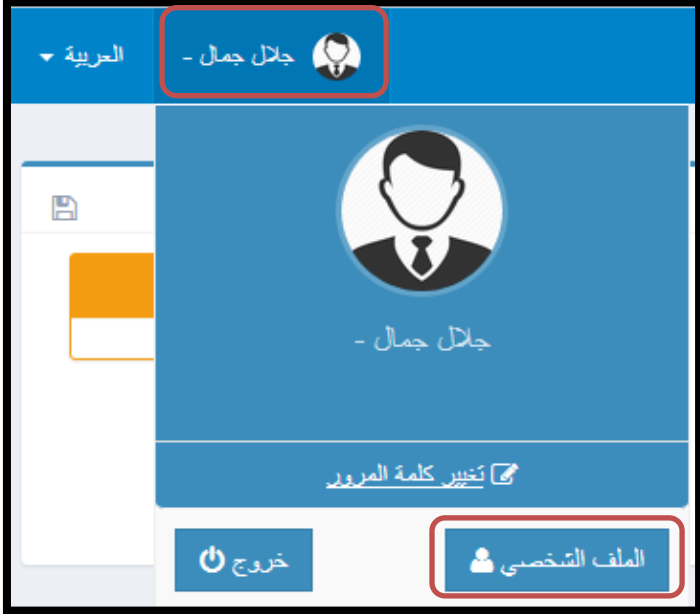 جلال جمال -
العربية
جلال جمال -
تغيير كلمة المرور
الملف الشخصي
خروج